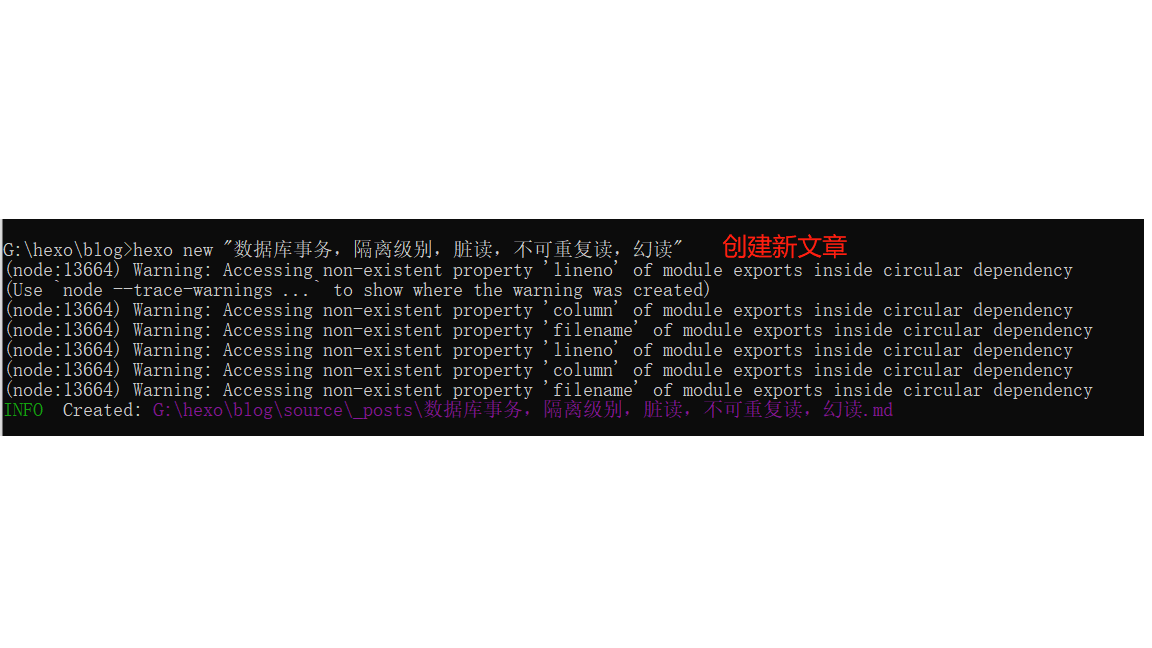 G:\hexo\blog>hexo new "数据库事务，隔离级别，脏读，不可重复读，幻读" 创建新文章
(node:13664) Warning: Accessing non-existent property 'lineno' of module exports inside circular dependency
(Use `node --trace-warnings ...` to show where the warning was created)
(node:13664) Warning: Accessing non-existent property 'column' of module exports inside circular dependency
(node:13664) Warning: Accessing non-existent property 'filename' of module exports inside circular dependency
(node:13664) Warning: Accessing non-existent property 'lineno' of module exports inside circular dependency
(node:13664) Warning: Accessing non-existent property 'column' of module exports inside circular dependency
(node:13664) Warning: Accessing non-existent property 'filename' of module exports inside circular dependency
INFO  Created: G:\hexo\blog\source\_posts\数据库事务，隔离级别，脏读，不可重复读，幻读.md